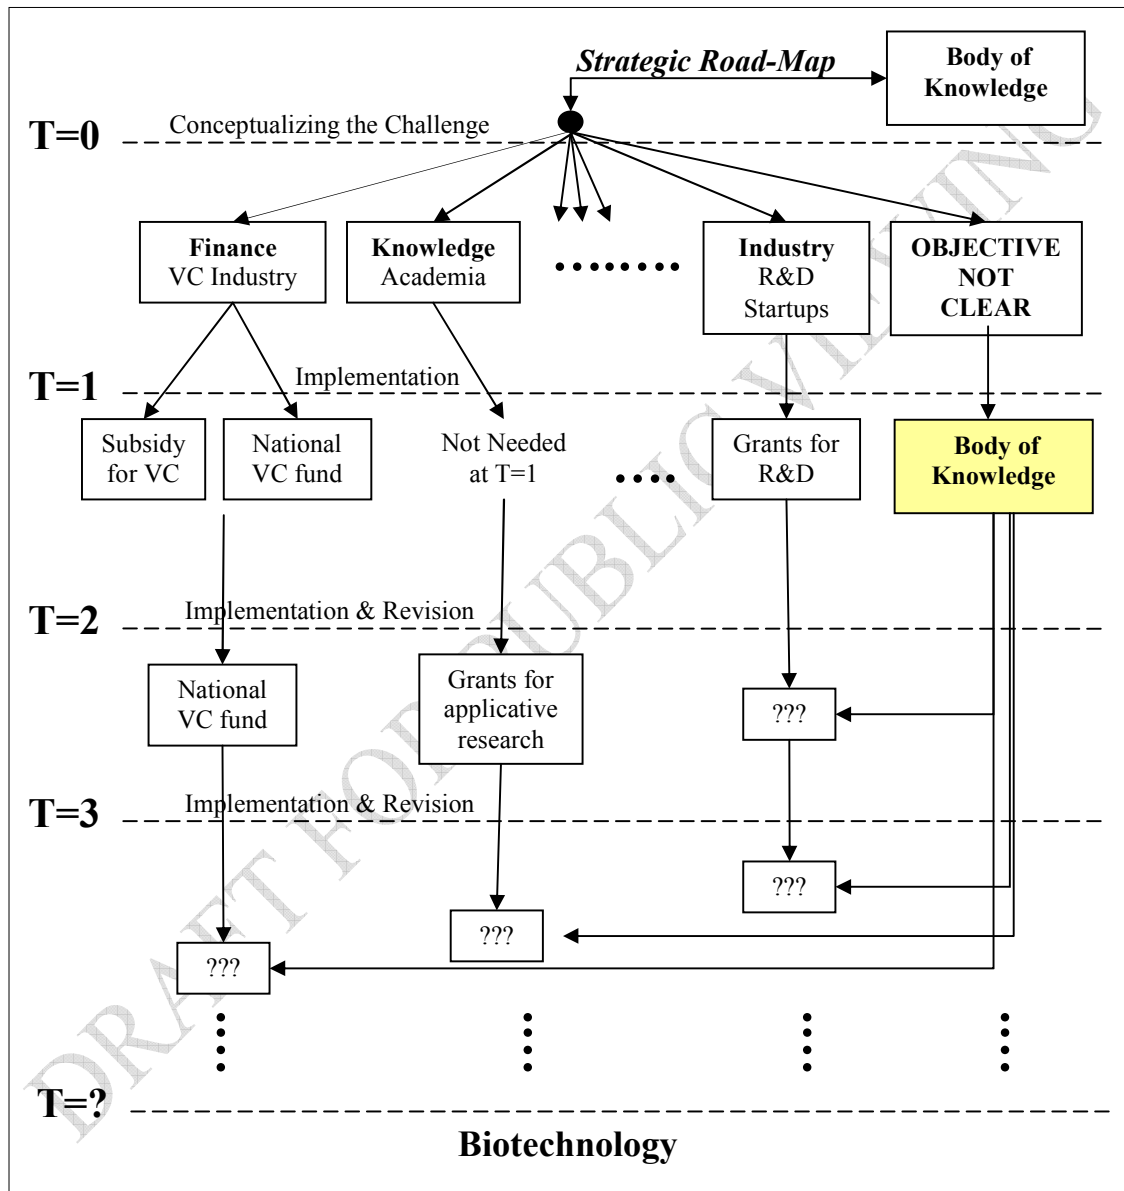 Strategic Road-Map
Body of
Knowledge
T=0
Conceptualizing the Challenge
Finance
VC Industry
Knowledge
Academia
Industry
R&D
Startups
OBJECTIVE
NOT
CLEAR
T=1
Implementation
Subsidy
for VC
National
VC fund
Not Needed
at T=1
Grants for
R&D
Body of
Knowledge
T=2
Implementation & Revision
National
VC fund
Grants for
applicative
research
???
T=3
Implementation & Revision
???
???
???
T=?
Biotechnology
DRAFT FOR PUBLIC VIEWING